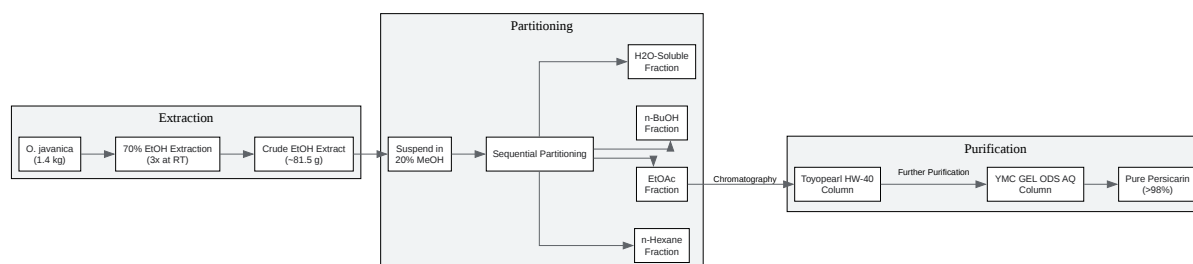 Extraction
O. javanica
(1.4 kg)
70% EtOH Extraction
(3x at RT)
Crude EtOH Extract
(~81.5 g)
Partitioning
Suspend in
20% MeOH
Sequential Partitioning
H2O-Soluble
Fraction
n-BuOH
Fraction
EtOAc
Fraction
n-Hexane
Fraction
Chromatography
Purification
Toyopearl HW-40
Column
Further Purification
YMC GEL ODS AQ
Column
Pure Persicarin
(>98%)